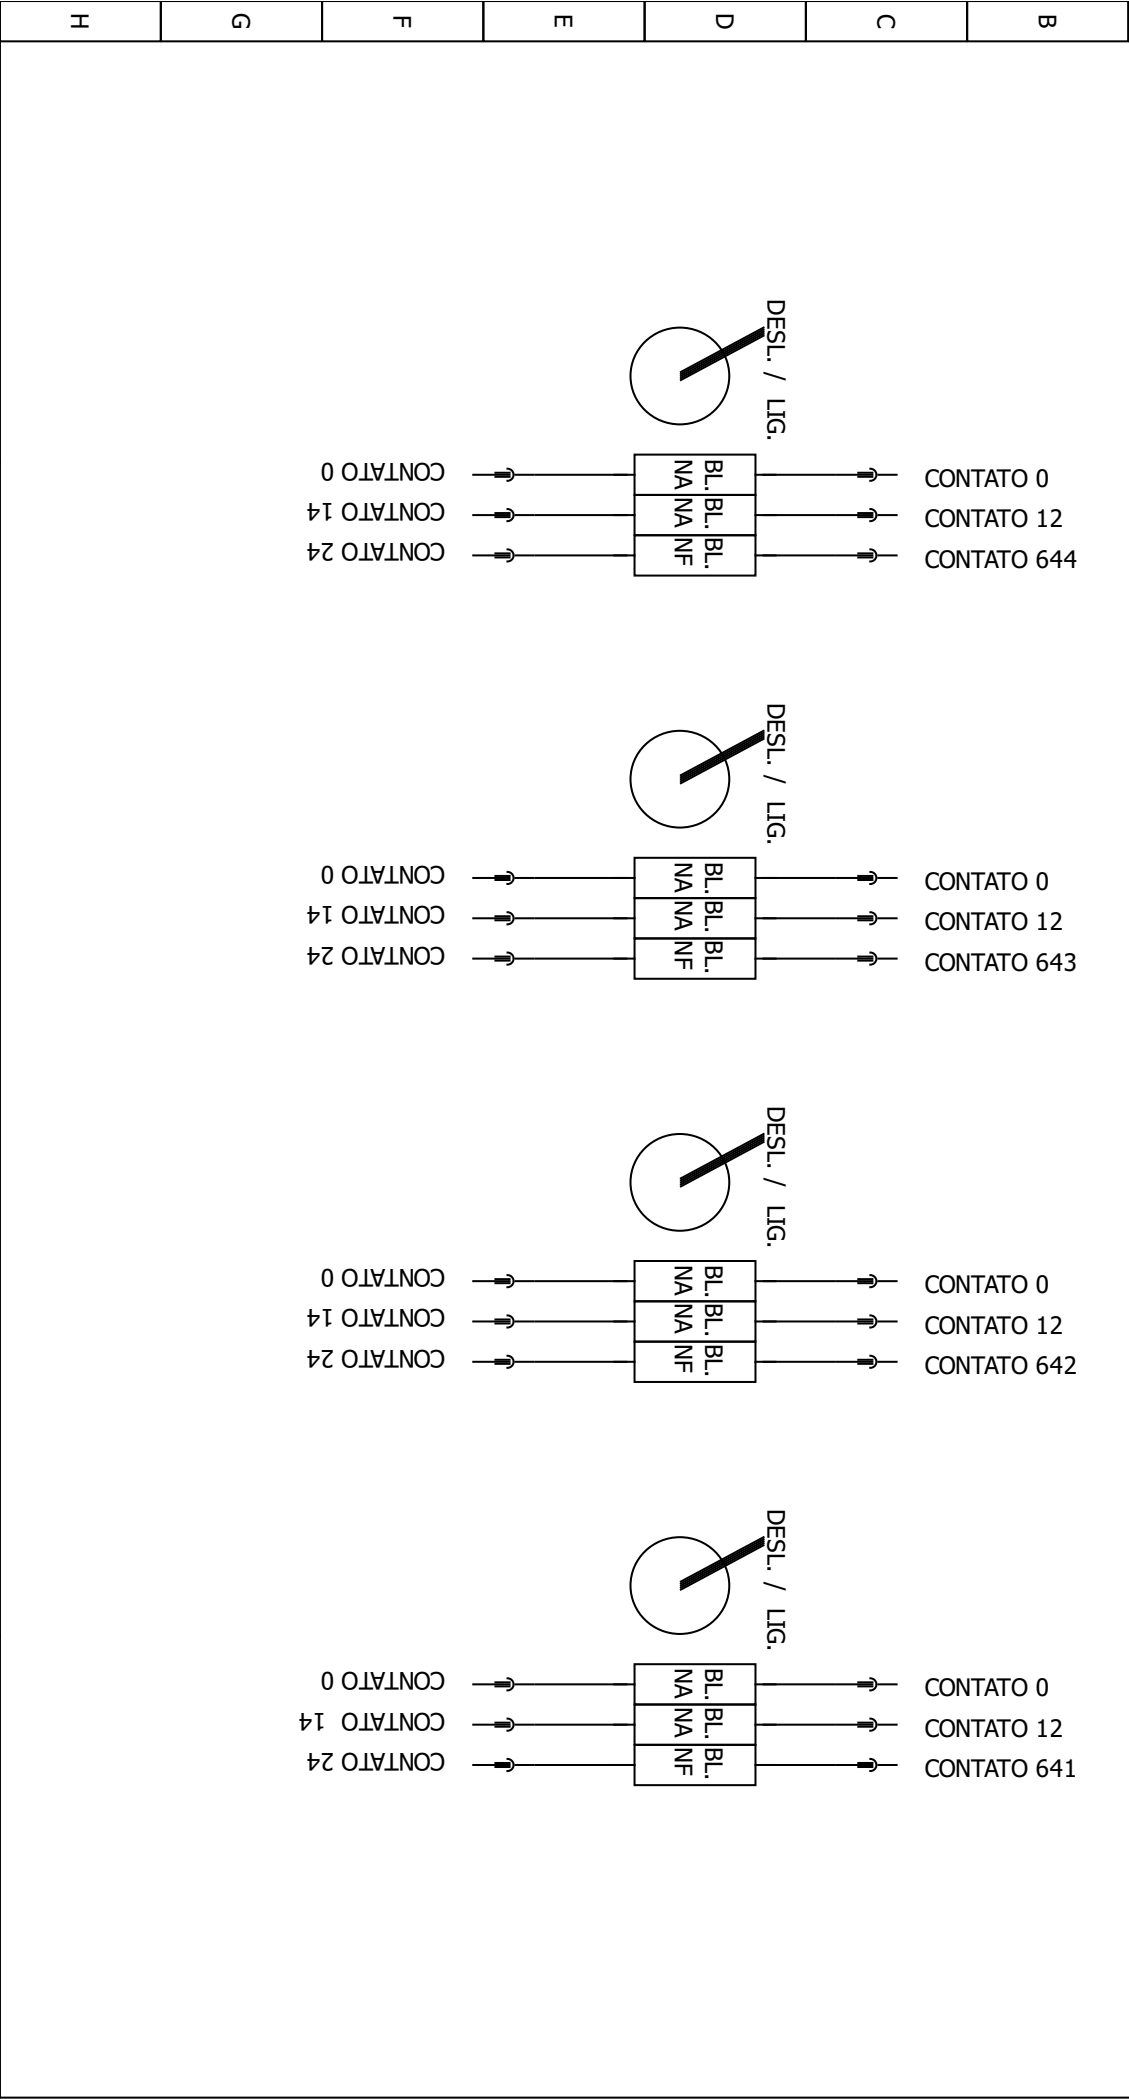 H G F E D C B
DESL. / LIG.
CONTATO 0 BL. NA CONTATO 0
CONTATO 14 BL. NA CONTATO 12
CONTATO 24 BL. NF CONTATO 644
DESL. / LIG.
CONTATO 0 BL. NA CONTATO 0
CONTATO 14 BL. NA CONTATO 12
CONTATO 24 BL. NF CONTATO 643
DESL. / LIG.
CONTATO 0 BL. NA CONTATO 0
CONTATO 14 BL. NA CONTATO 12
CONTATO 24 BL. NF CONTATO 642
DESL. / LIG.
CONTATO 0 BL. NA CONTATO 0
CONTATO 14 BL. NA CONTATO 12
CONTATO 24 BL. NF CONTATO 641